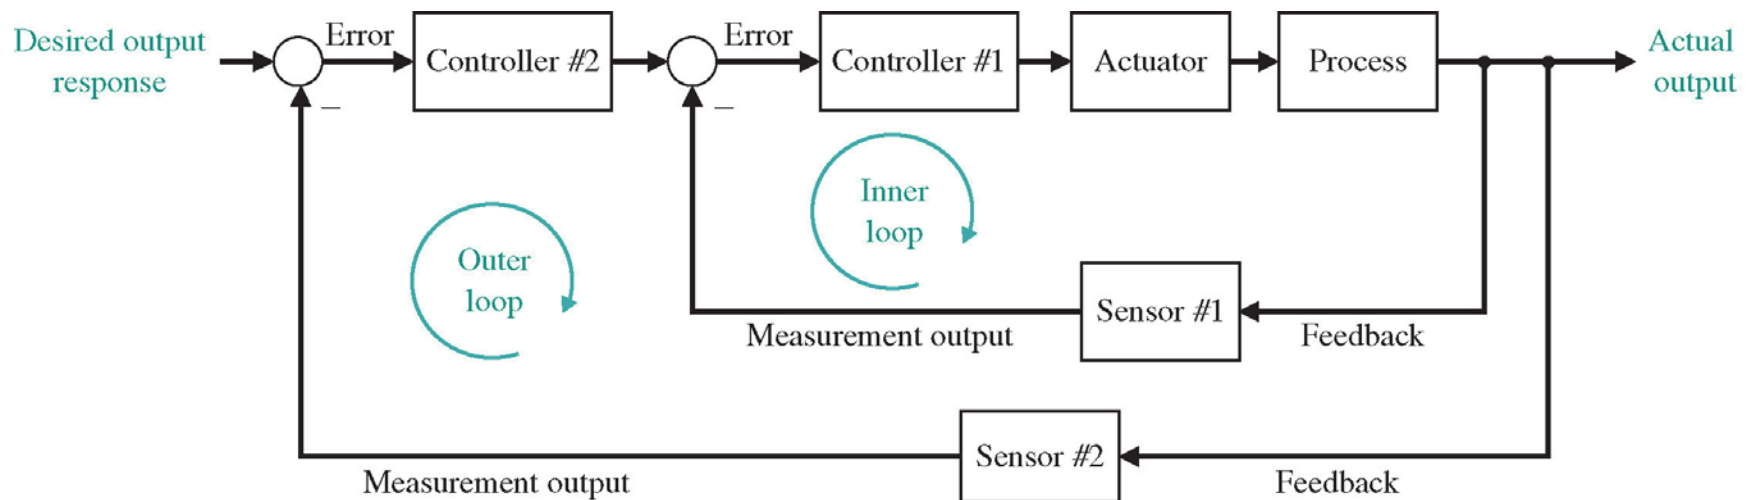 Desired output
response
Error
Controller #2
Error
Controller #1
Actuator
Process
Actual
output
–
–
Inner
loop
Outer
loop
Sensor #1
Measurement output
Feedback
Sensor #2
Measurement output
Feedback